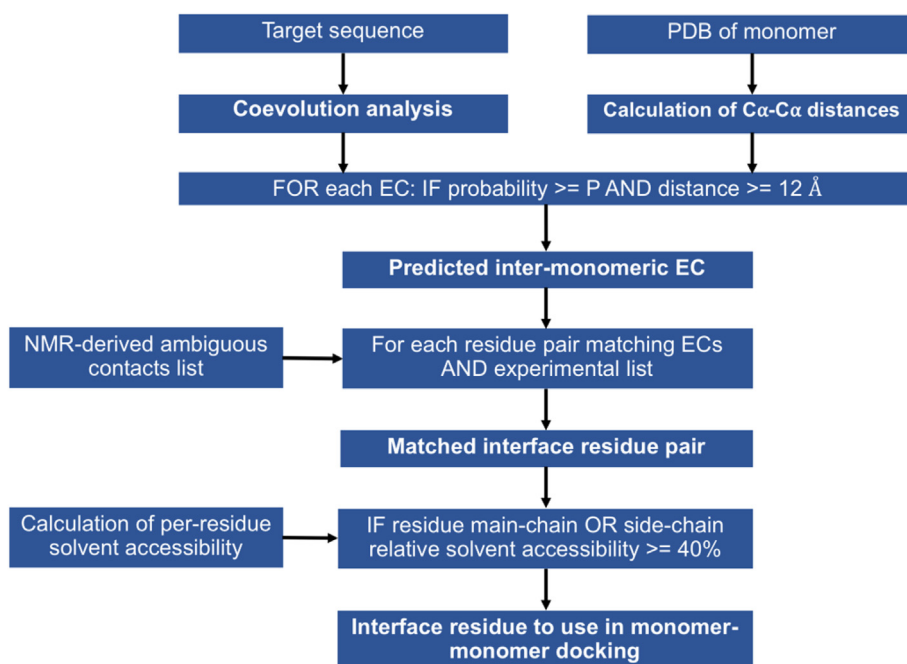 Target sequence
PDB of monomer
Coevolution analysis
Calculation of Cα-Cα distances
FOR each EC: IF probability >= P AND distance >= 12 Å
Predicted inter-monomeric EC
NMR-derived ambiguous
contacts list
For each residue pair matching ECs
AND experimental list
Matched interface residue pair
Calculation of per-residue
solvent accessibility
IF residue main-chain OR side-chain
relative solvent accessibility >= 40%
Interface residue to use in monomer-
monomer docking